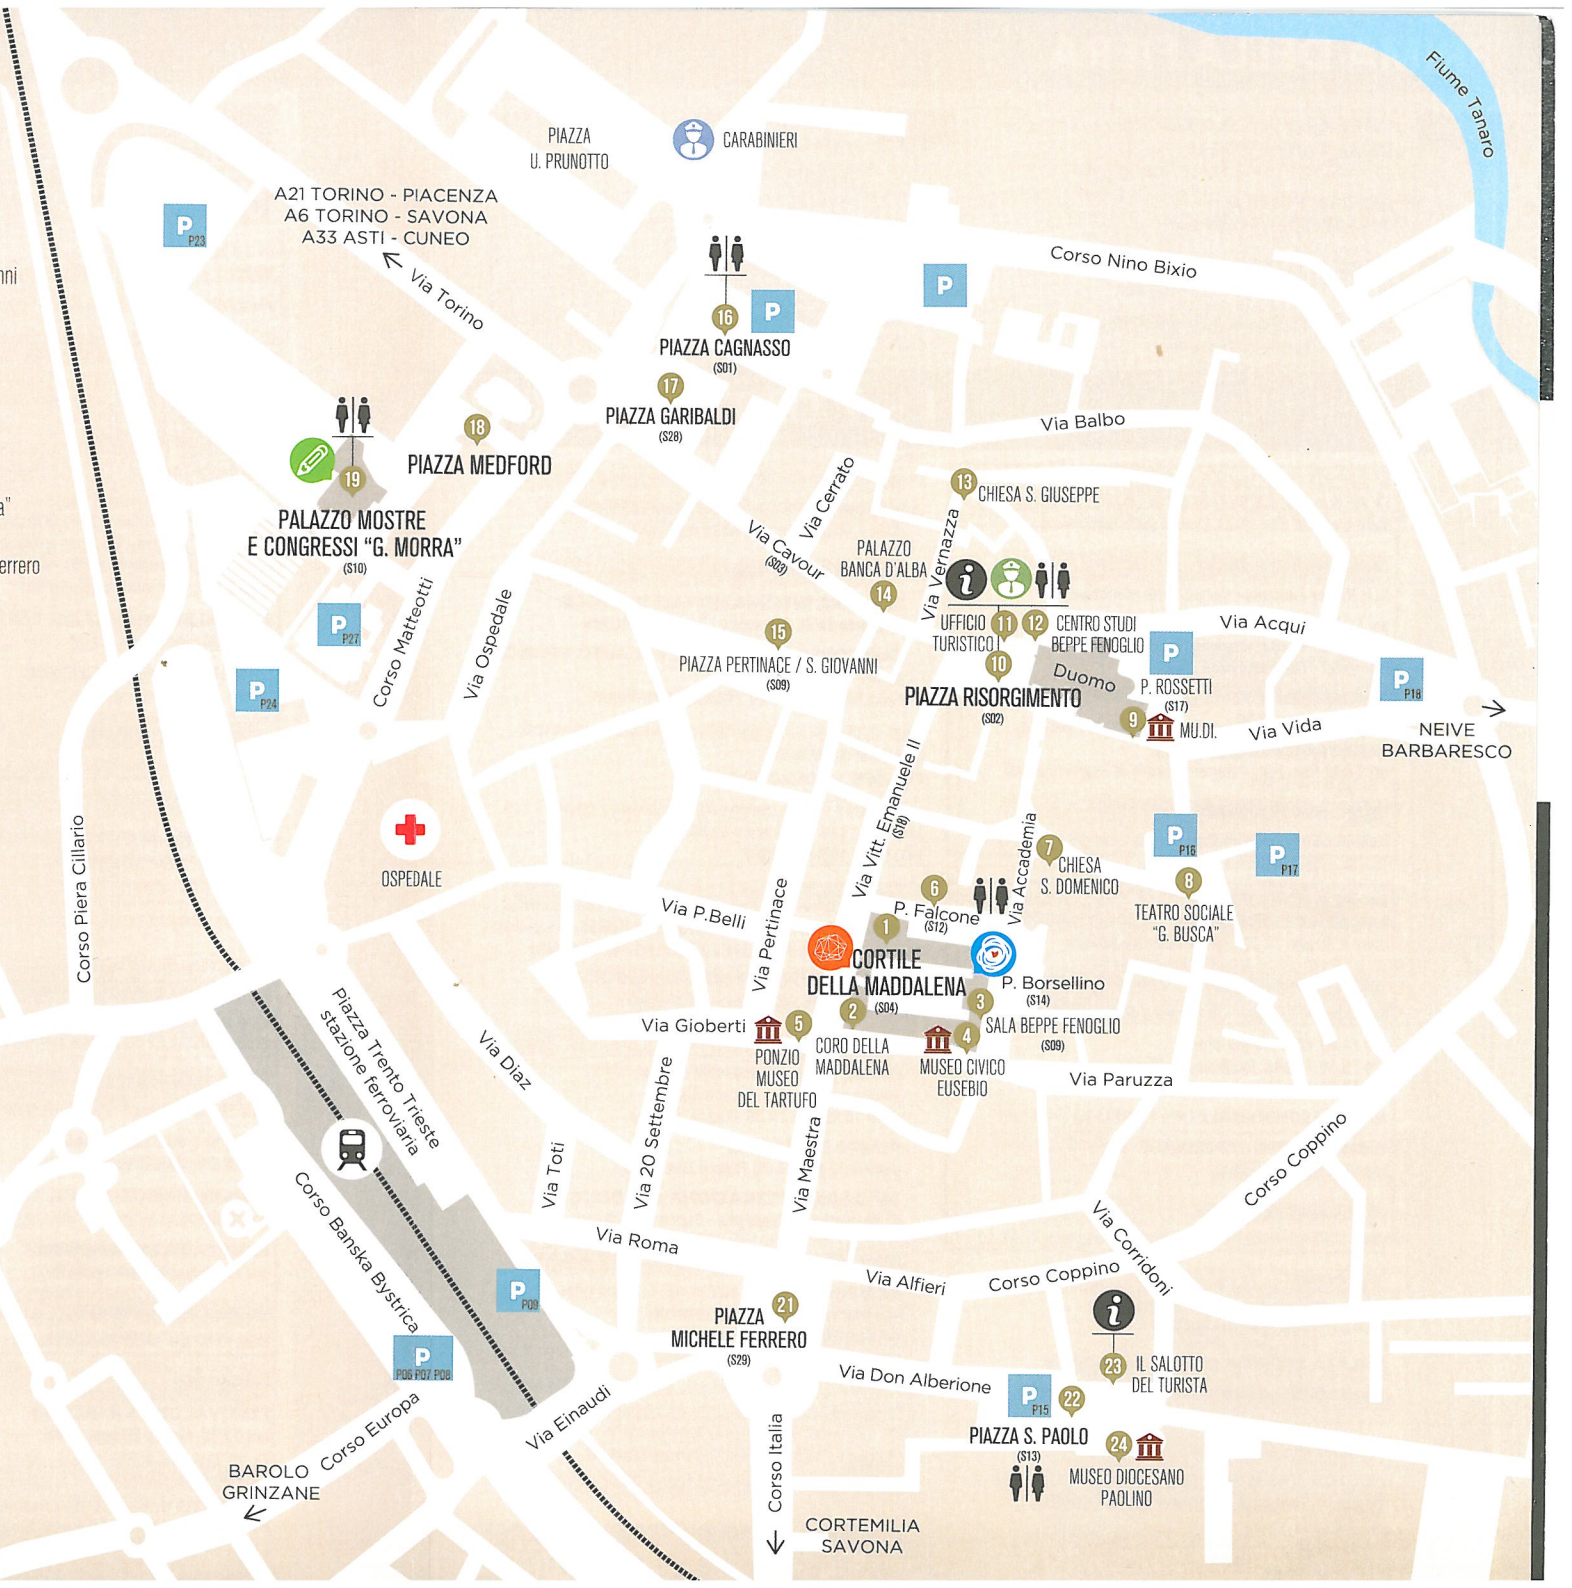 Fiume Tanaro
PIAZZA
U. PRUNOTTO
CARABINIERI
A21 TORINO - PIACENZA
A6 TORINO - SAVONA
A33 ASTI - CUNEO
Via Torino
P
P23
nni
Corso Nino Bixio
P
P
16
PIAZZA CAGNASSO
(S01)
17
PIAZZA GARIBALDI
(S28)
Via Balbo
18
PIAZZA MEDFORD
19
PALAZZO MOSTRE
E CONGRESSI “G. MORRA”
(S10)
a”
errero
13
CHIESA S. GIUSEPPE
Via Cerrato
Via Cavour
(S03)
Via Vernazza
PALAZZO
BANCA D'ALBA
14
i
UFFICIO
TURISTICO
11
12
CENTRO STUDI
BEPPE FENOGLIO
10
PIAZZA RISORGIMENTO
(S02)
Duomo
P
P. ROSSETTI
(S17)
9
MU.DI.
Via Acqui
Via Vida
P
P18
NEIVE
BARBARESCO
15
PIAZZA PERTINACE / S. GIOVANNI
(S09)
P
P27
P
P24
Corso Matteotti
Via Ospedale
OSPEDALE
Corso Piera Cillario
Via Vitt. Emanuele II
(S18)
Via Accademia
7
CHIESA
S. DOMENICO
P
P16
P
P17
8
TEATRO SOCIALE
“G. BUSCA”
6
P. Falcone
(S12)
Via P.Belli
Via Pertinace
1
CORTILE
DELLA MADDALENA
(S04)
P. Borsellino
(S14)
3
SALA BEPPE FENOGLIO
(S09)
2
CORO DELLA
MADDALENA
4
MUSEO CIVICO
EUSEBIO
Via Gioberti
5
PONZIO
MUSEO
DEL TARTUFO
Via Paruzza
Piazza Trento Trieste
stazione ferroviaria
Via Diaz
Via Toti
Via 20 Settembre
Via Maestra
Corso Coppino
Via Corridoni
Corso Banska Bystrica
Via Roma
Via Alfieri
Corso Coppino
P
P09
P
P06 P07 P08
21
PIAZZA
MICHELE FERRERO
(S29)
i
23
IL SALOTTO
DEL TURISTA
Via Don Alberione
P
P15
22
PIAZZA S. PAOLO
(S13)
24
MUSEO DIOCESANO
PAOLINO
Via Einaudi
Corso Europa
BAROLO
GRINZANE
Corso Italia
CORTEMILIA
SAVONA